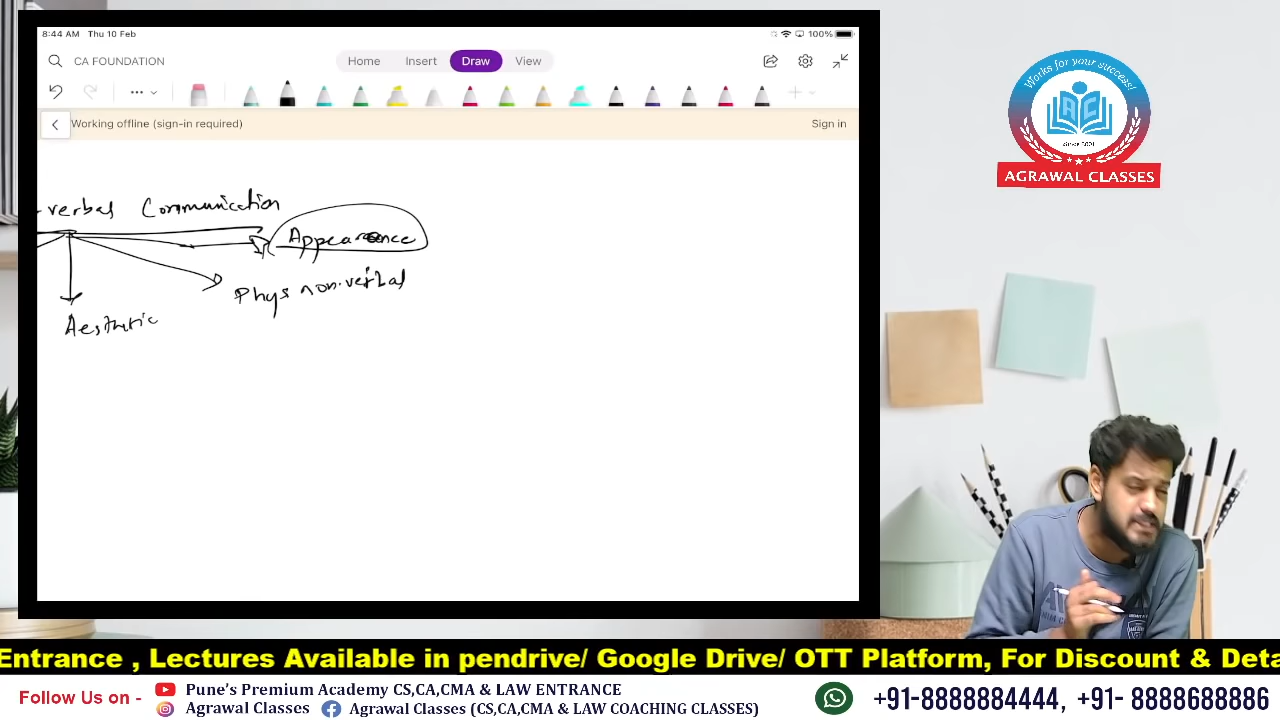 8:44 AM Thu 10 Feb
100%
CA FOUNDATION
Home Insert Draw View
Working offline (sign-in required)
Sign in
-verbal Communication
Appearance
Phys non-verbal
Aesthetic
Works for your success!
AC
Since 2001
AGRAWAL CLASSES
Entrance , Lectures Available in pendrive/ Google Drive/ OTT Platform, For Discount & Deta
Follow Us on -
Pune's Premium Academy CS,CA,CMA & LAW ENTRANCE
Agrawal Classes
Agrawal Classes (CS,CA,CMA & LAW COACHING CLASSES)
+91-8888884444, +91- 8888688886